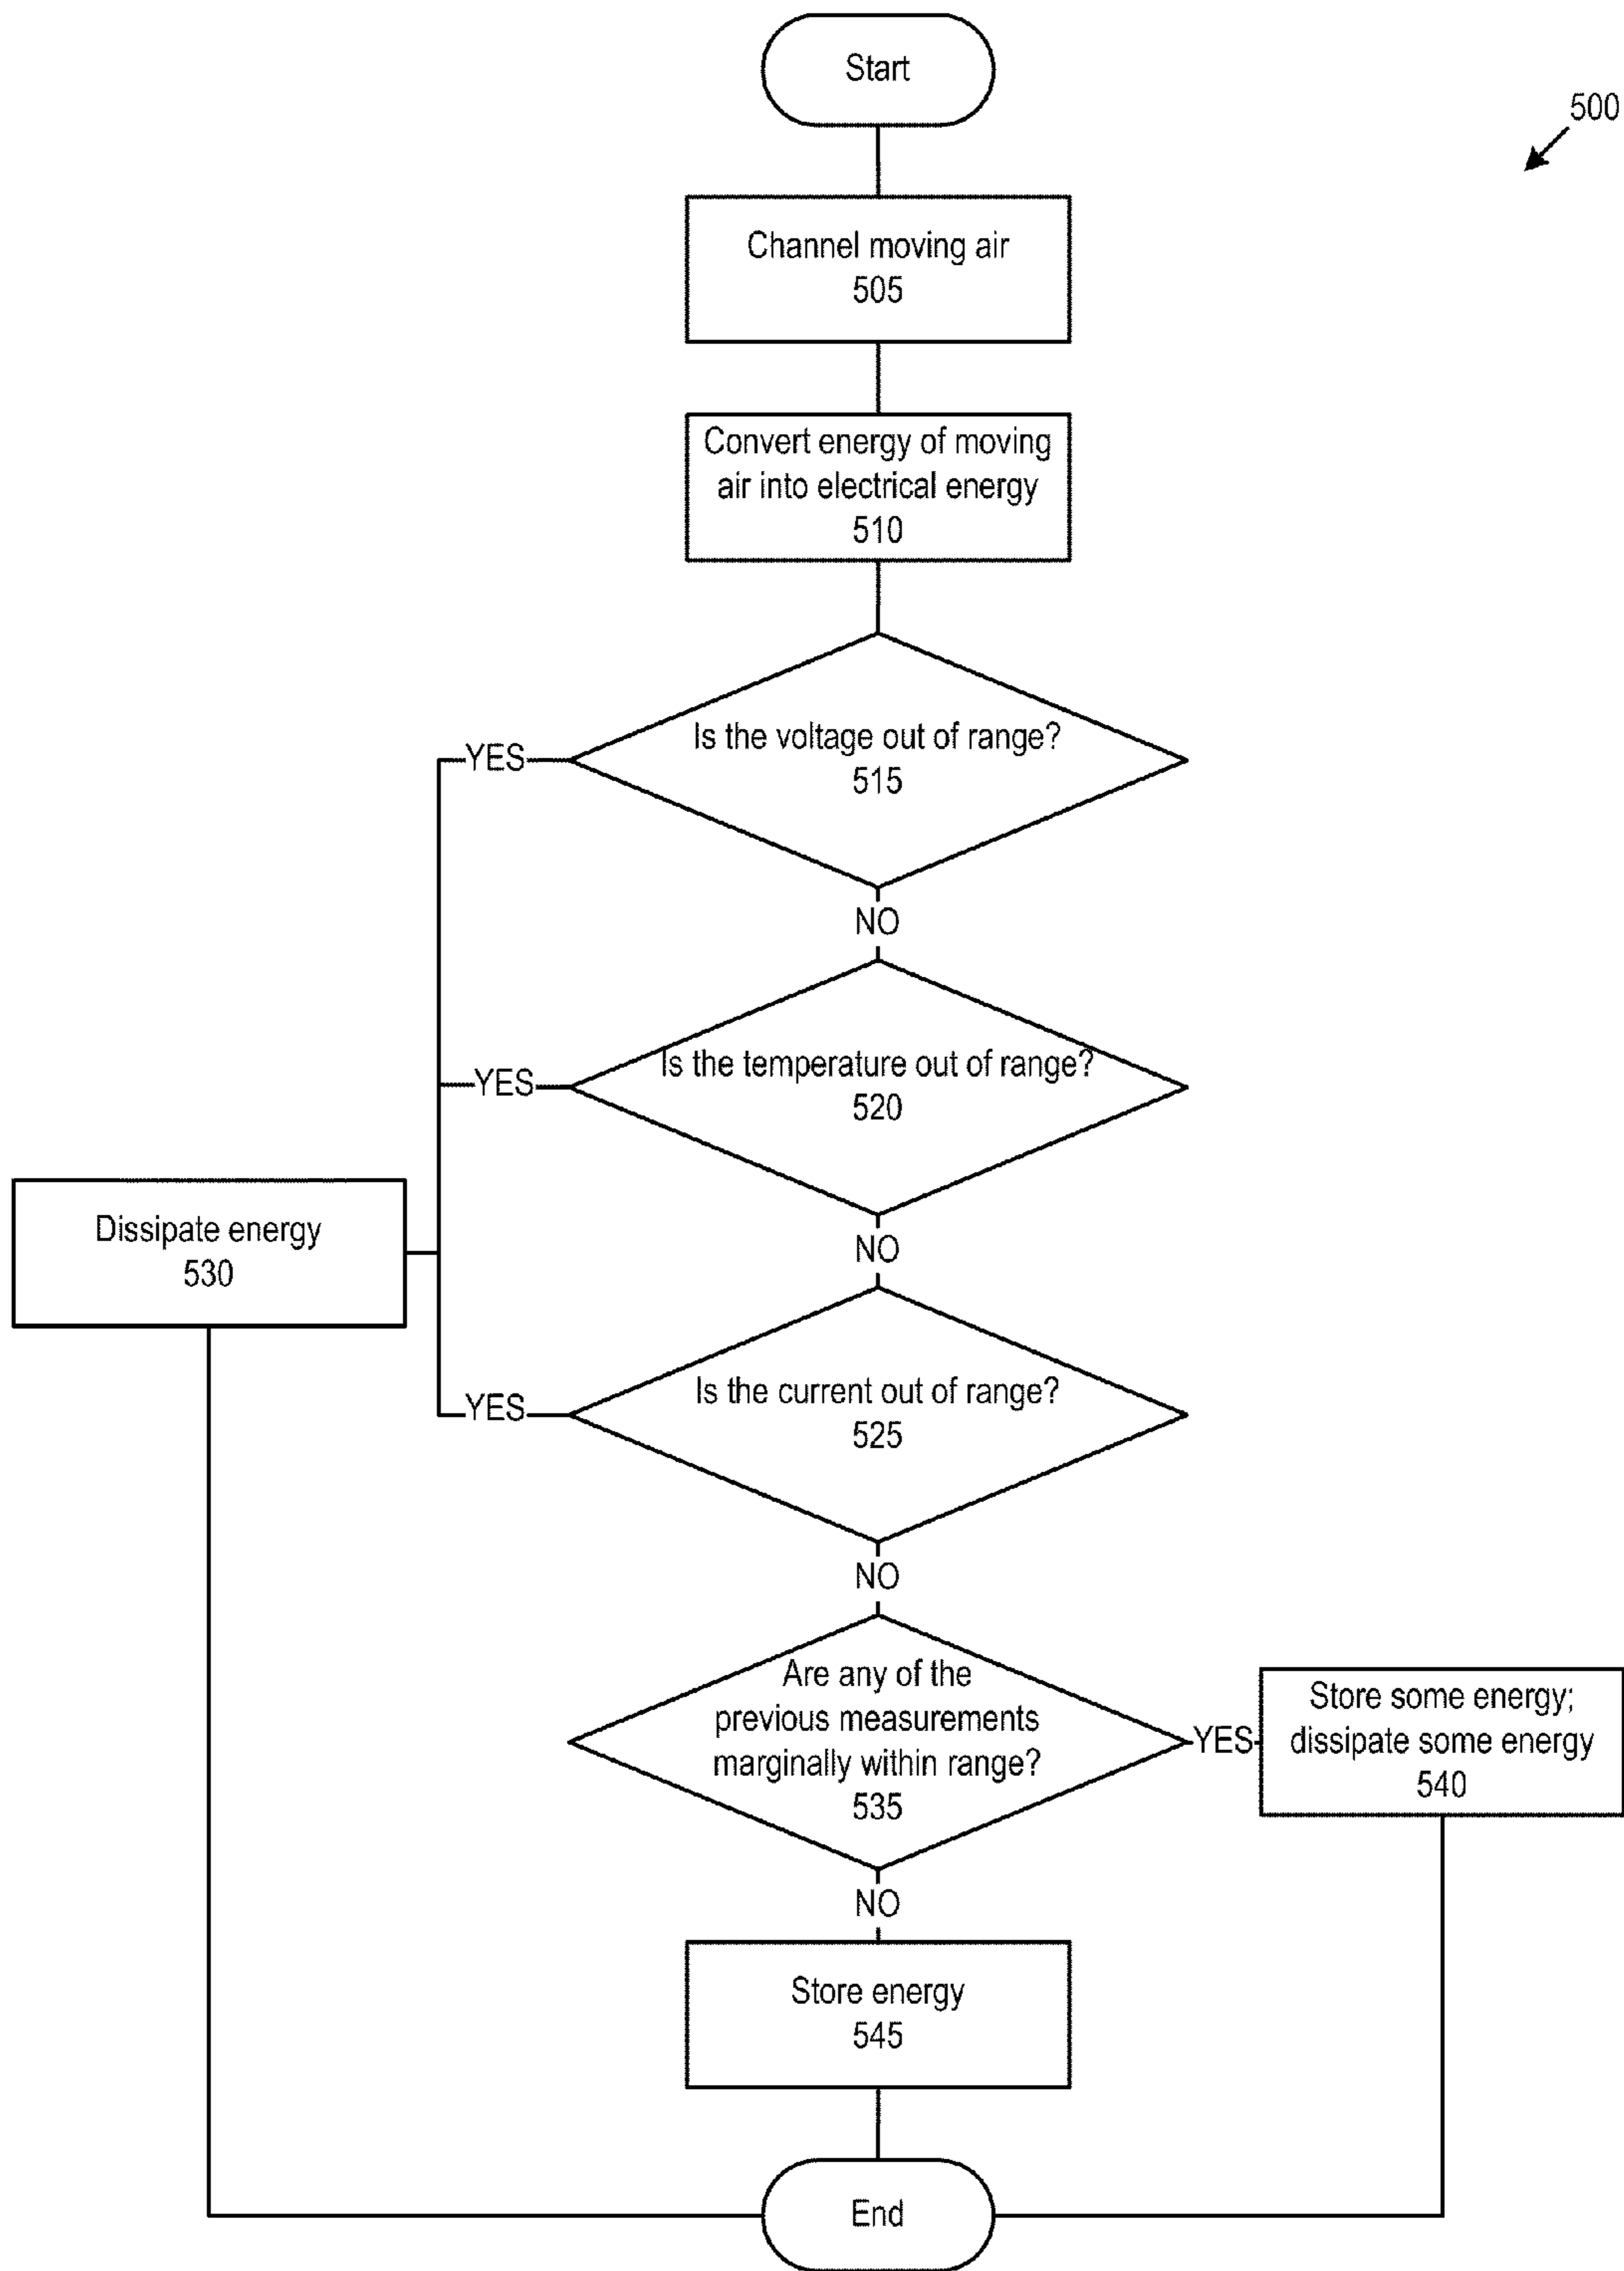 Start
500
Channel moving air
505
Convert energy of moving
air into electrical energy
510
Is the voltage out of range?
515
YES
NO
Is the temperature out of range?
520
YES
NO
Dissipate energy
530
Is the current out of range?
525
YES
NO
Are any of the
previous measurements
marginally within range?
535
YES
Store some energy;
dissipate some energy
540
NO
Store energy
545
End